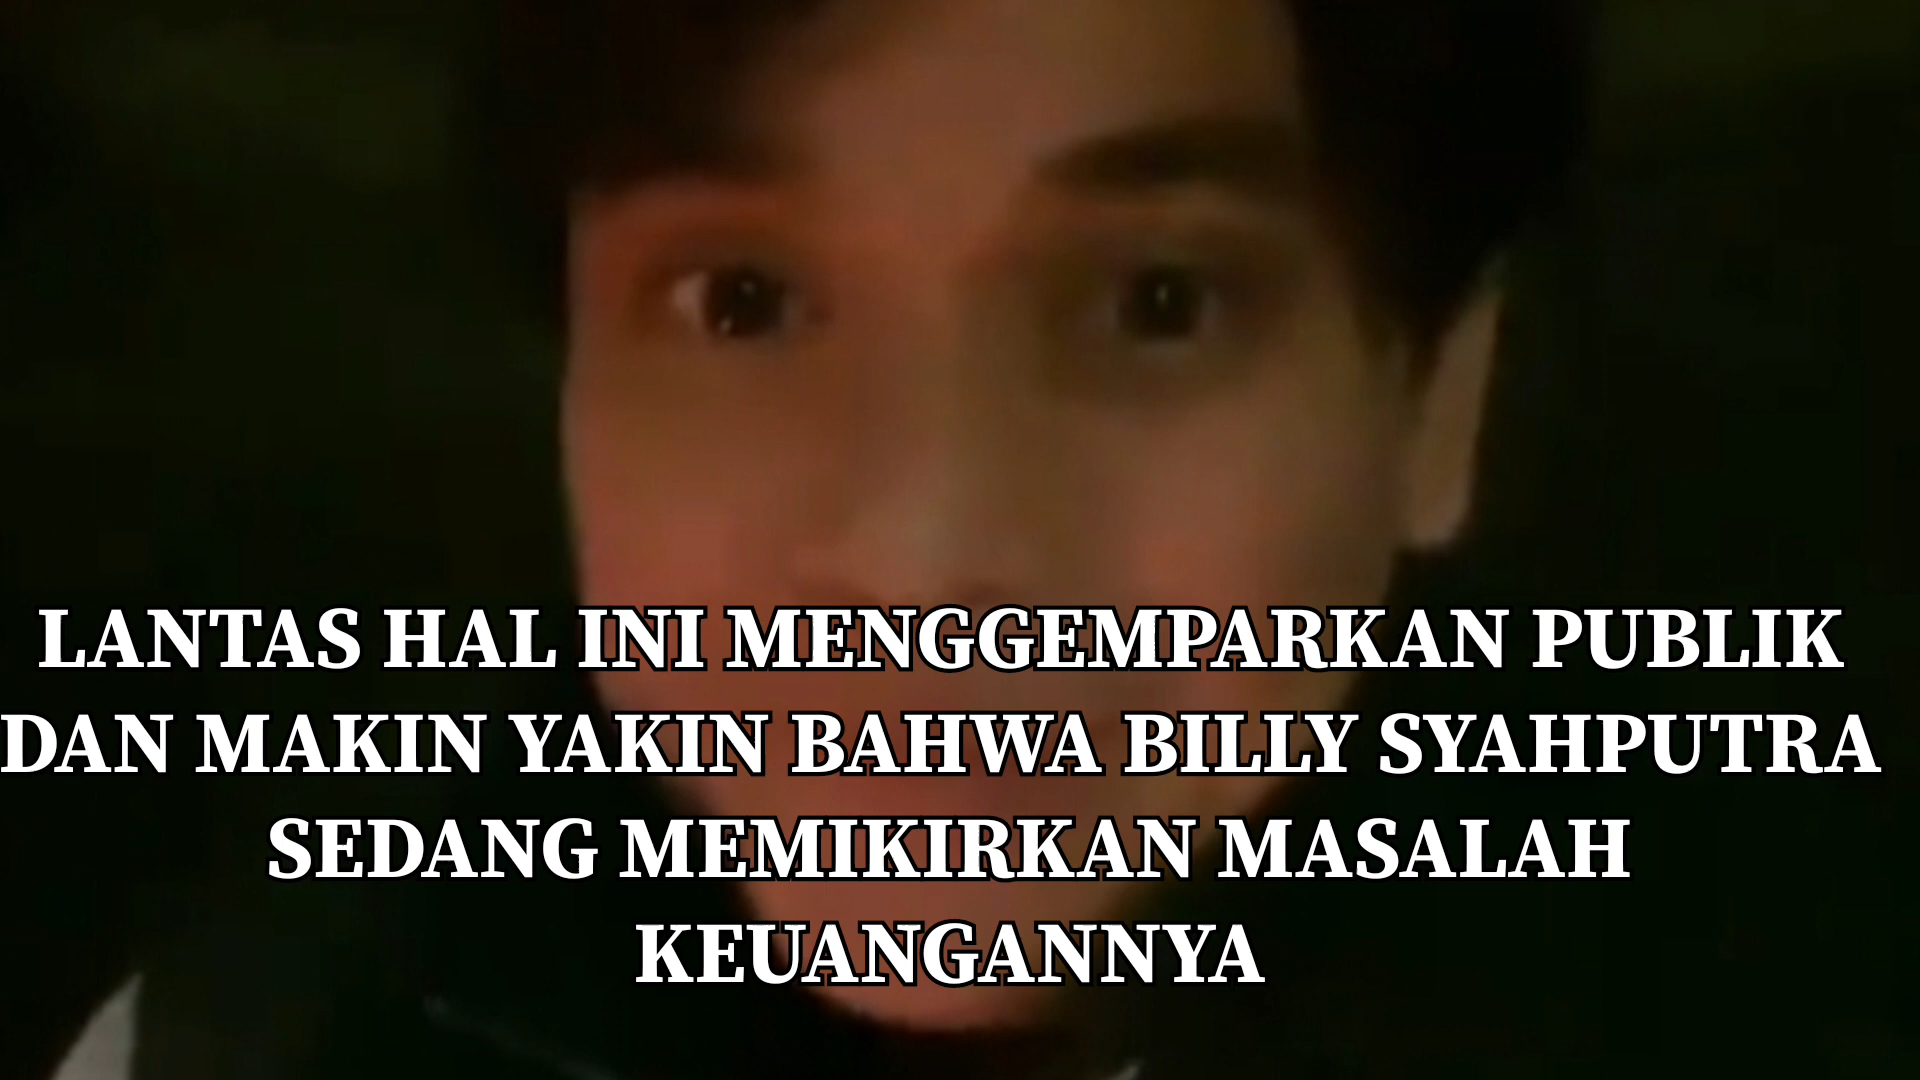 LANTAS HAL INI MENGGEMPARKAN PUBLIK
DAN MAKIN YAKIN BAHWA BILLY SYAHPUTRA
SEDANG MEMIKIRKAN MASALAH
KEUANGANNYA